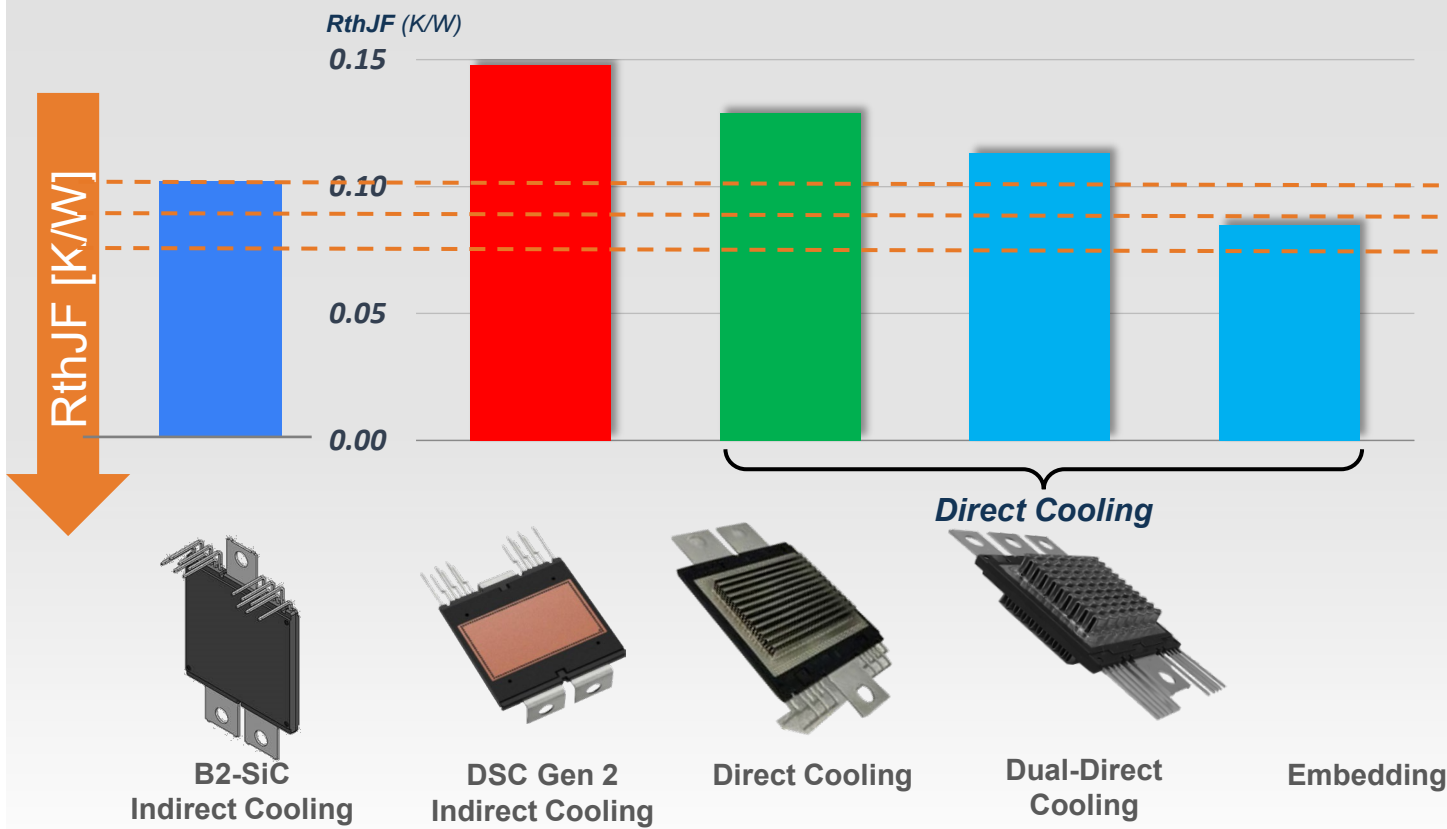 RthJF (K/W)
0.15
0.10
0.05
0.00
RthJF [K/W]
Direct Cooling
B2-SiC
Indirect Cooling
DSC Gen 2
Indirect Cooling
Direct Cooling
Dual-Direct
Cooling
Embedding